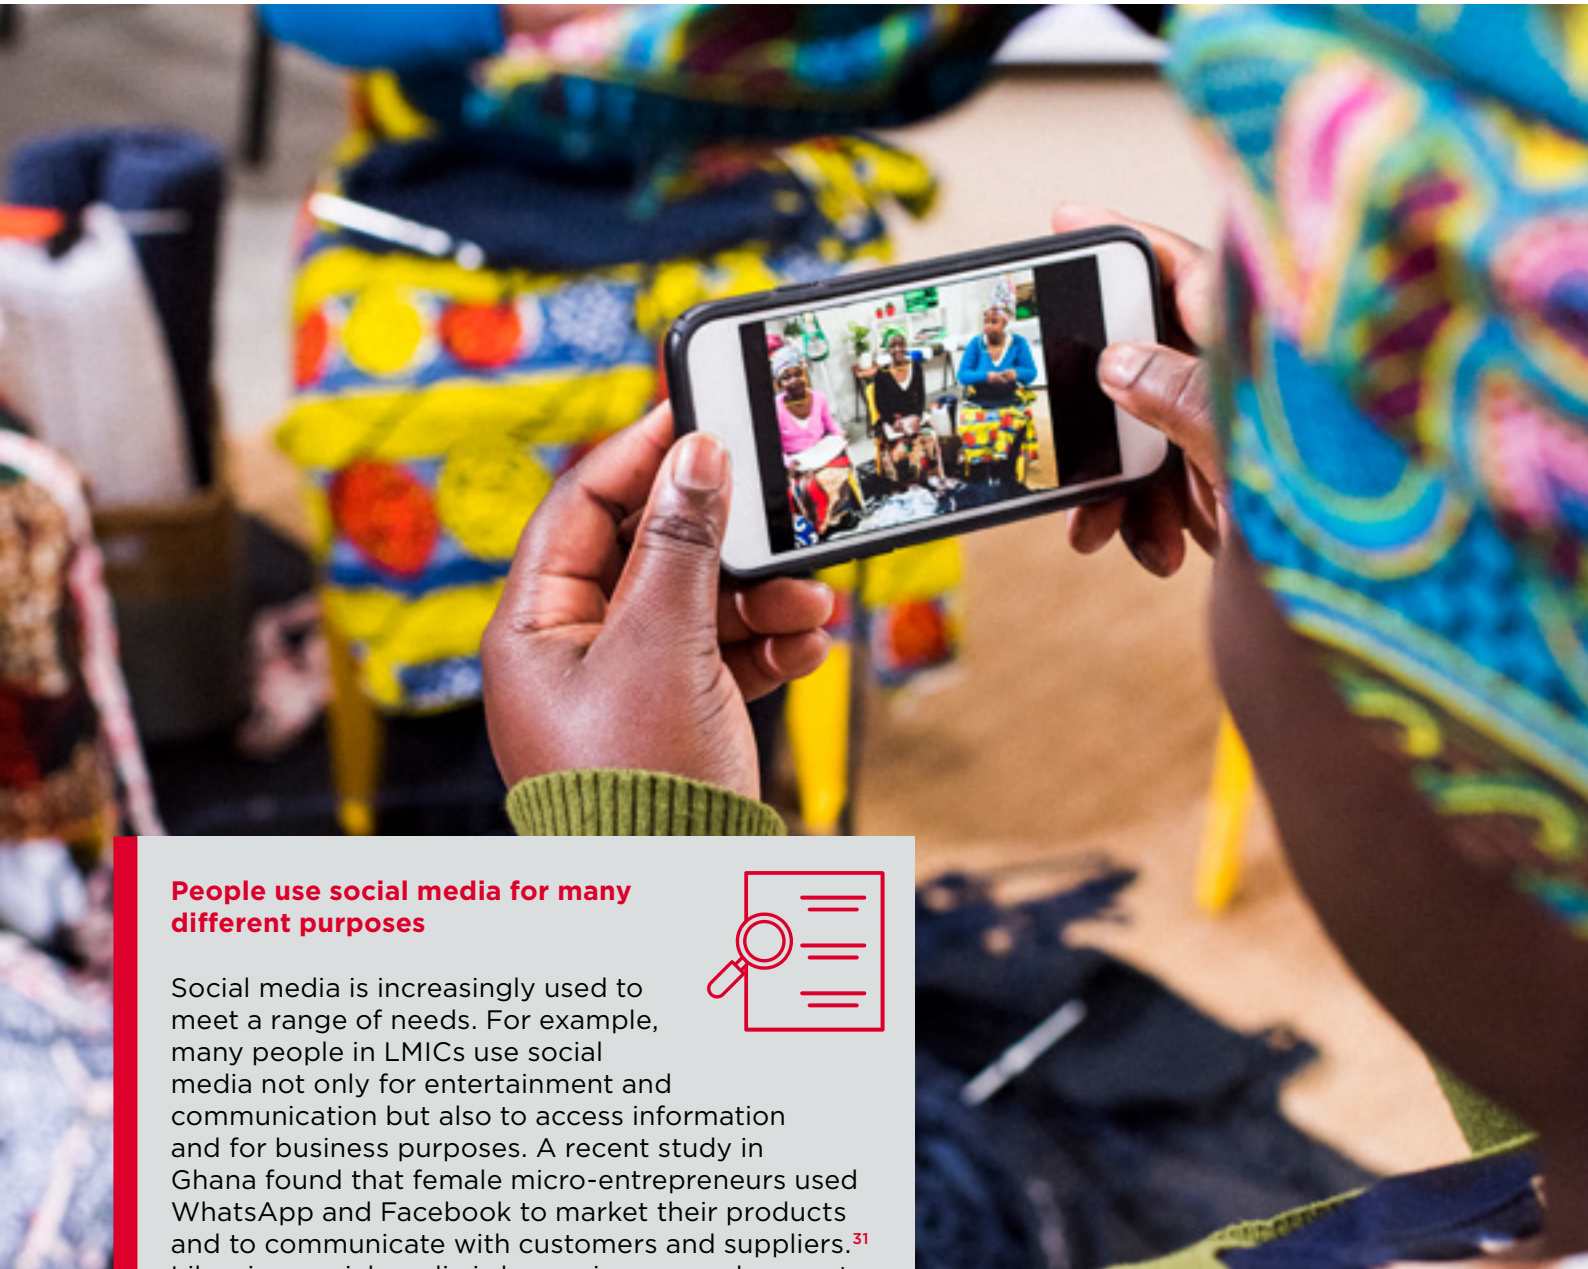 People use social media for many
different purposes
Social media is increasingly used to
meet a range of needs. For example,
many people in LMICs use social
media not only for entertainment and
communication but also to access information
and for business purposes. A recent study in
Ghana found that female micro-entrepreneurs used
WhatsApp and Facebook to market their products
and to communicate with customers and suppliers.31